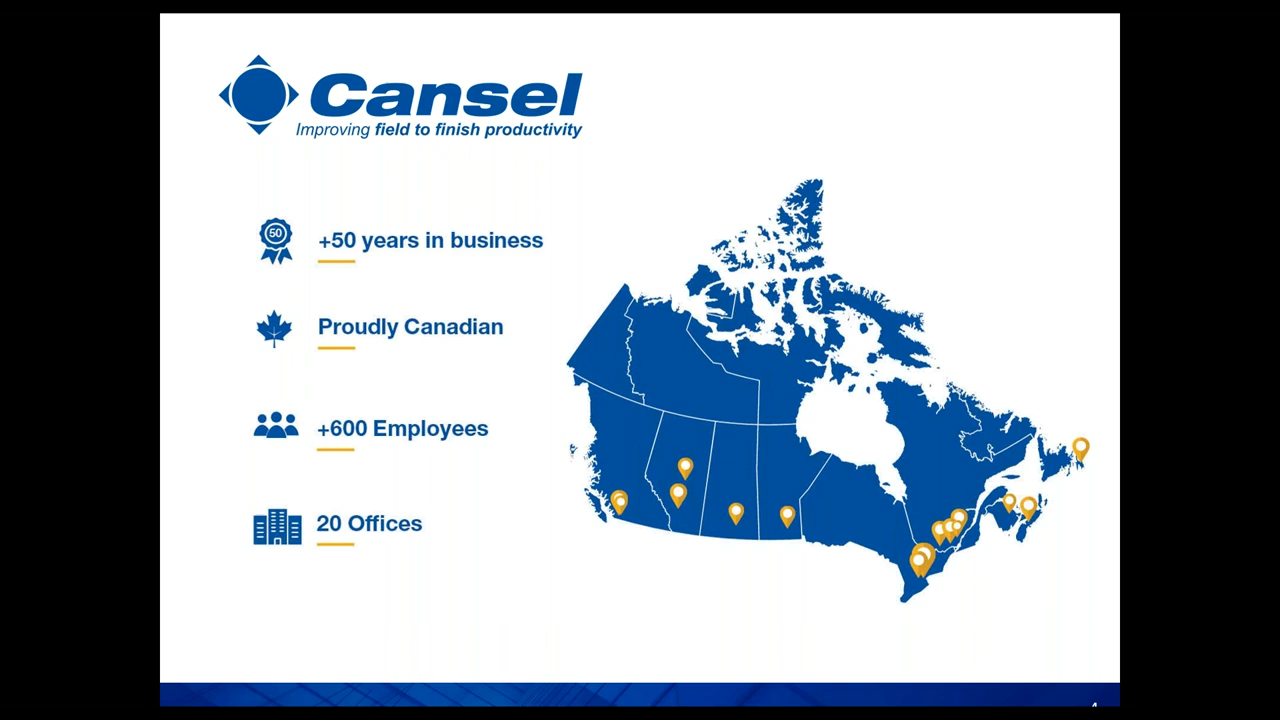 Cansel
Improving field to finish productivity
50
+50 years in business
Proudly Canadian
+600 Employees
20 Offices